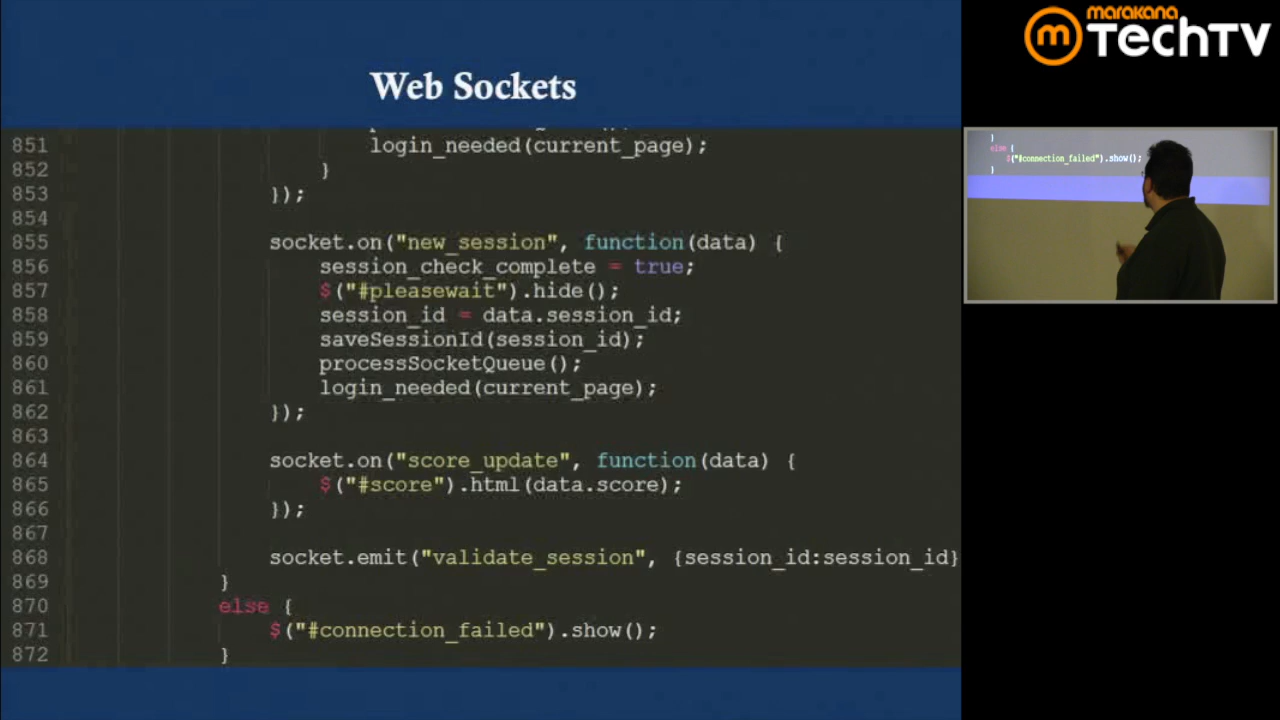 Web Sockets
851 login_needed(current_page);
852 }
853 });
854
855 socket.on("new_session", function(data) {
856 session_check_complete = true;
857 $("#pleasewait").hide();
858 session_id = data.session_id;
859 saveSessionId(session_id);
860 processSocketQueue();
861 login_needed(current_page);
862 });
863
864 socket.on("score_update", function(data) {
865 $("#score").html(data.score);
866 });
867
868 socket.emit("validate_session", {session_id:session_id}
869 }
870 else {
871 $("#connection_failed").show();
872 }
m marakana
TechTV
}
else {
$("#connection_failed").show();
}